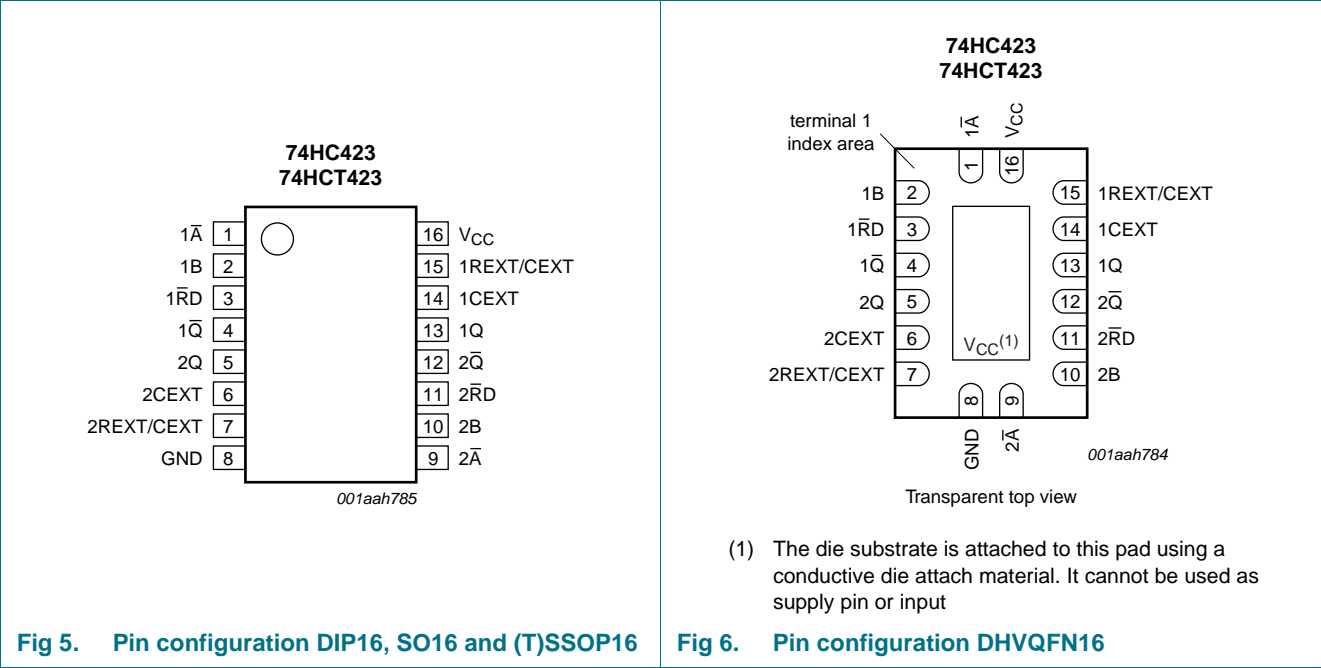 74HC423
74HCT423
1A̅ 1
1B 2
1R̅D 3
1Q̅ 4
2Q 5
2CEXT 6
2REXT/CEXT 7
GND 8
16 VCC
15 1REXT/CEXT
14 1CEXT
13 1Q
12 2Q̅
11 2R̅D
10 2B
9 2A̅
001aah785
Fig 5. Pin configuration DIP16, SO16 and (T)SSOP16
74HC423
74HCT423
terminal 1
index area
1A̅
VCC
1
16
1B 2
1R̅D 3
1Q̅ 4
2Q 5
2CEXT 6
2REXT/CEXT 7
15 1REXT/CEXT
14 1CEXT
13 1Q
12 2Q̅
11 2R̅D
10 2B
VCC(1)
8
9
GND
2A̅
001aah784
Transparent top view
(1) The die substrate is attached to this pad using a
conductive die attach material. It cannot be used as
supply pin or input
Fig 6. Pin configuration DHVQFN16